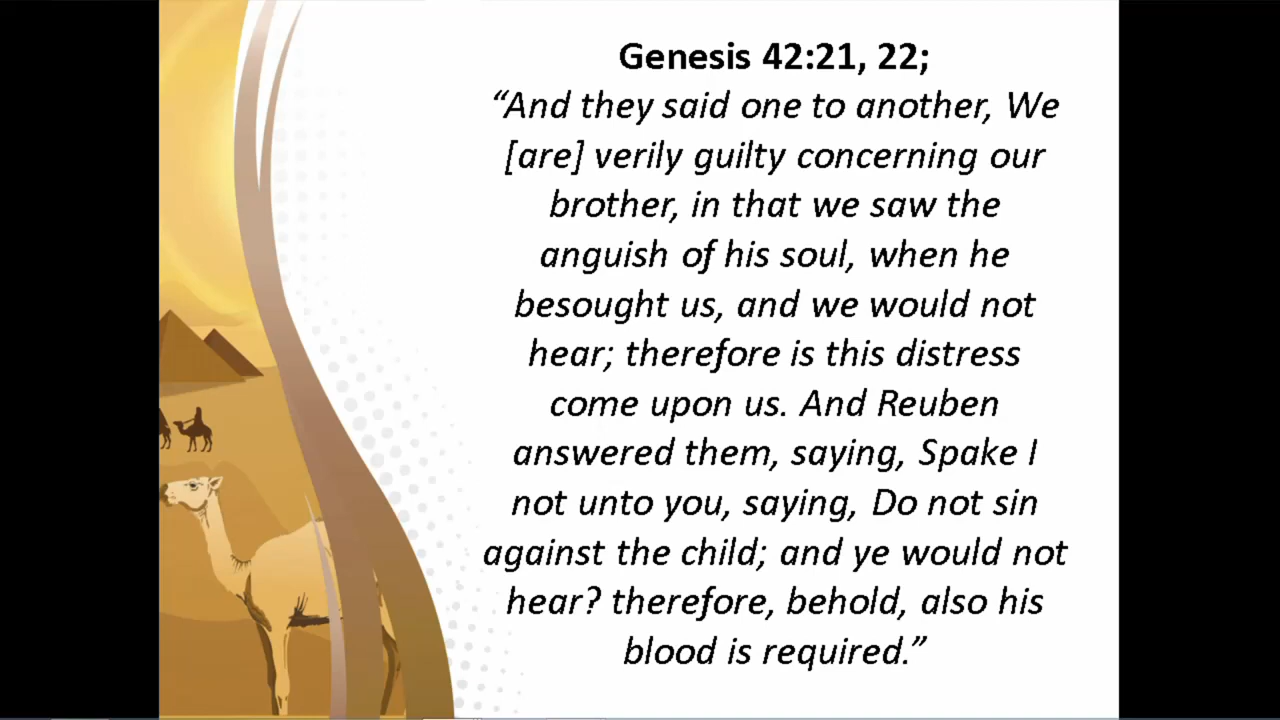 Genesis 42:21, 22;
“And they said one to another, We
[are] verily guilty concerning our
brother, in that we saw the
anguish of his soul, when he
besought us, and we would not
hear; therefore is this distress
come upon us. And Reuben
answered them, saying, Spake I
not unto you, saying, Do not sin
against the child; and ye would not
hear? therefore, behold, also his
blood is required.”